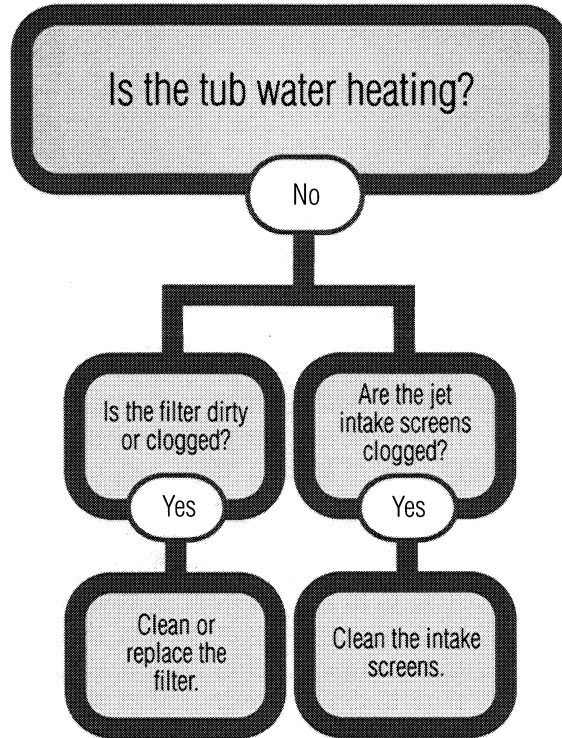 Is the tub water heating?
No
Is the filter dirty
or clogged?
Yes
Are the jet
intake screens
clogged?
Yes
Clean or
replace the
filter.
Clean the intake
screens.